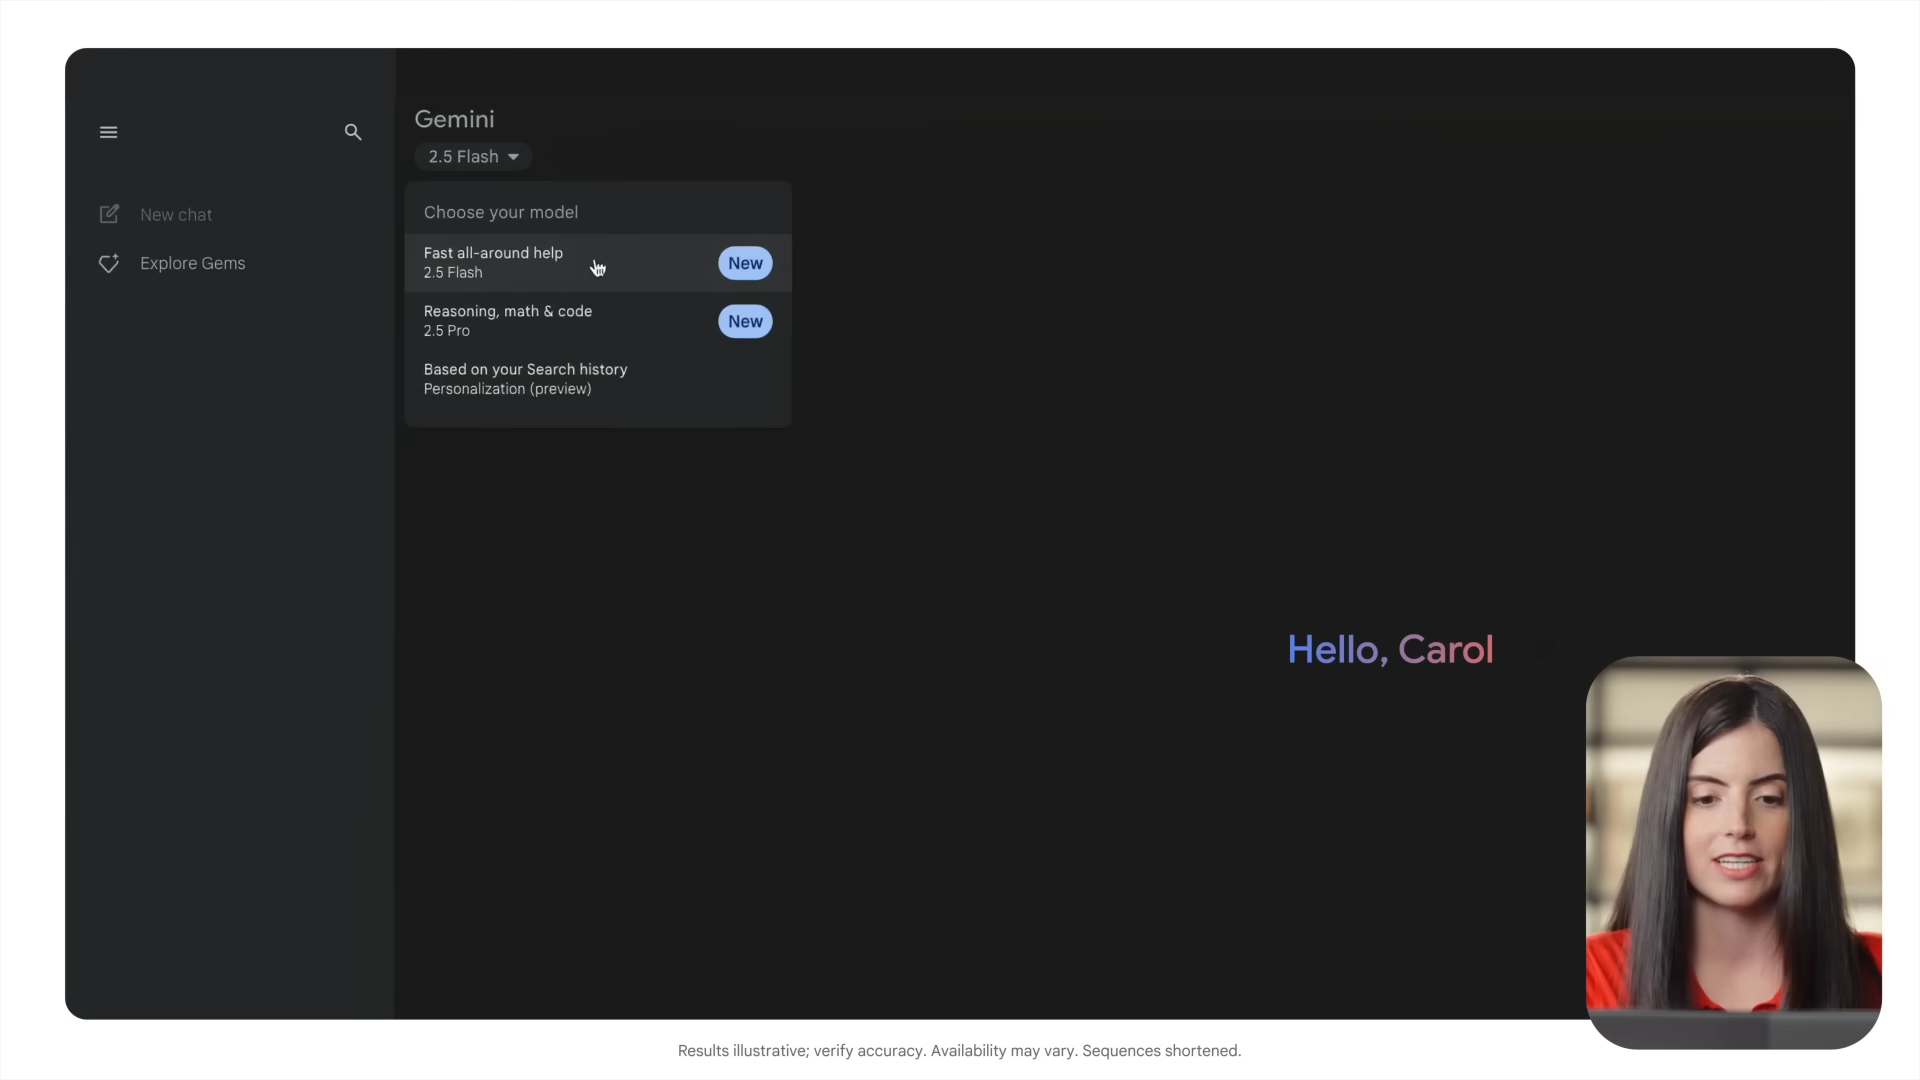 Gemini
2.5 Flash
New chat
Explore Gems
Choose your model
Fast all-around help
2.5 Flash
New
Reasoning, math & code
2.5 Pro
New
Based on your Search history
Personalization (preview)
Hello, Carol
Results illustrative; verify accuracy. Availability may vary. Sequences shortened.